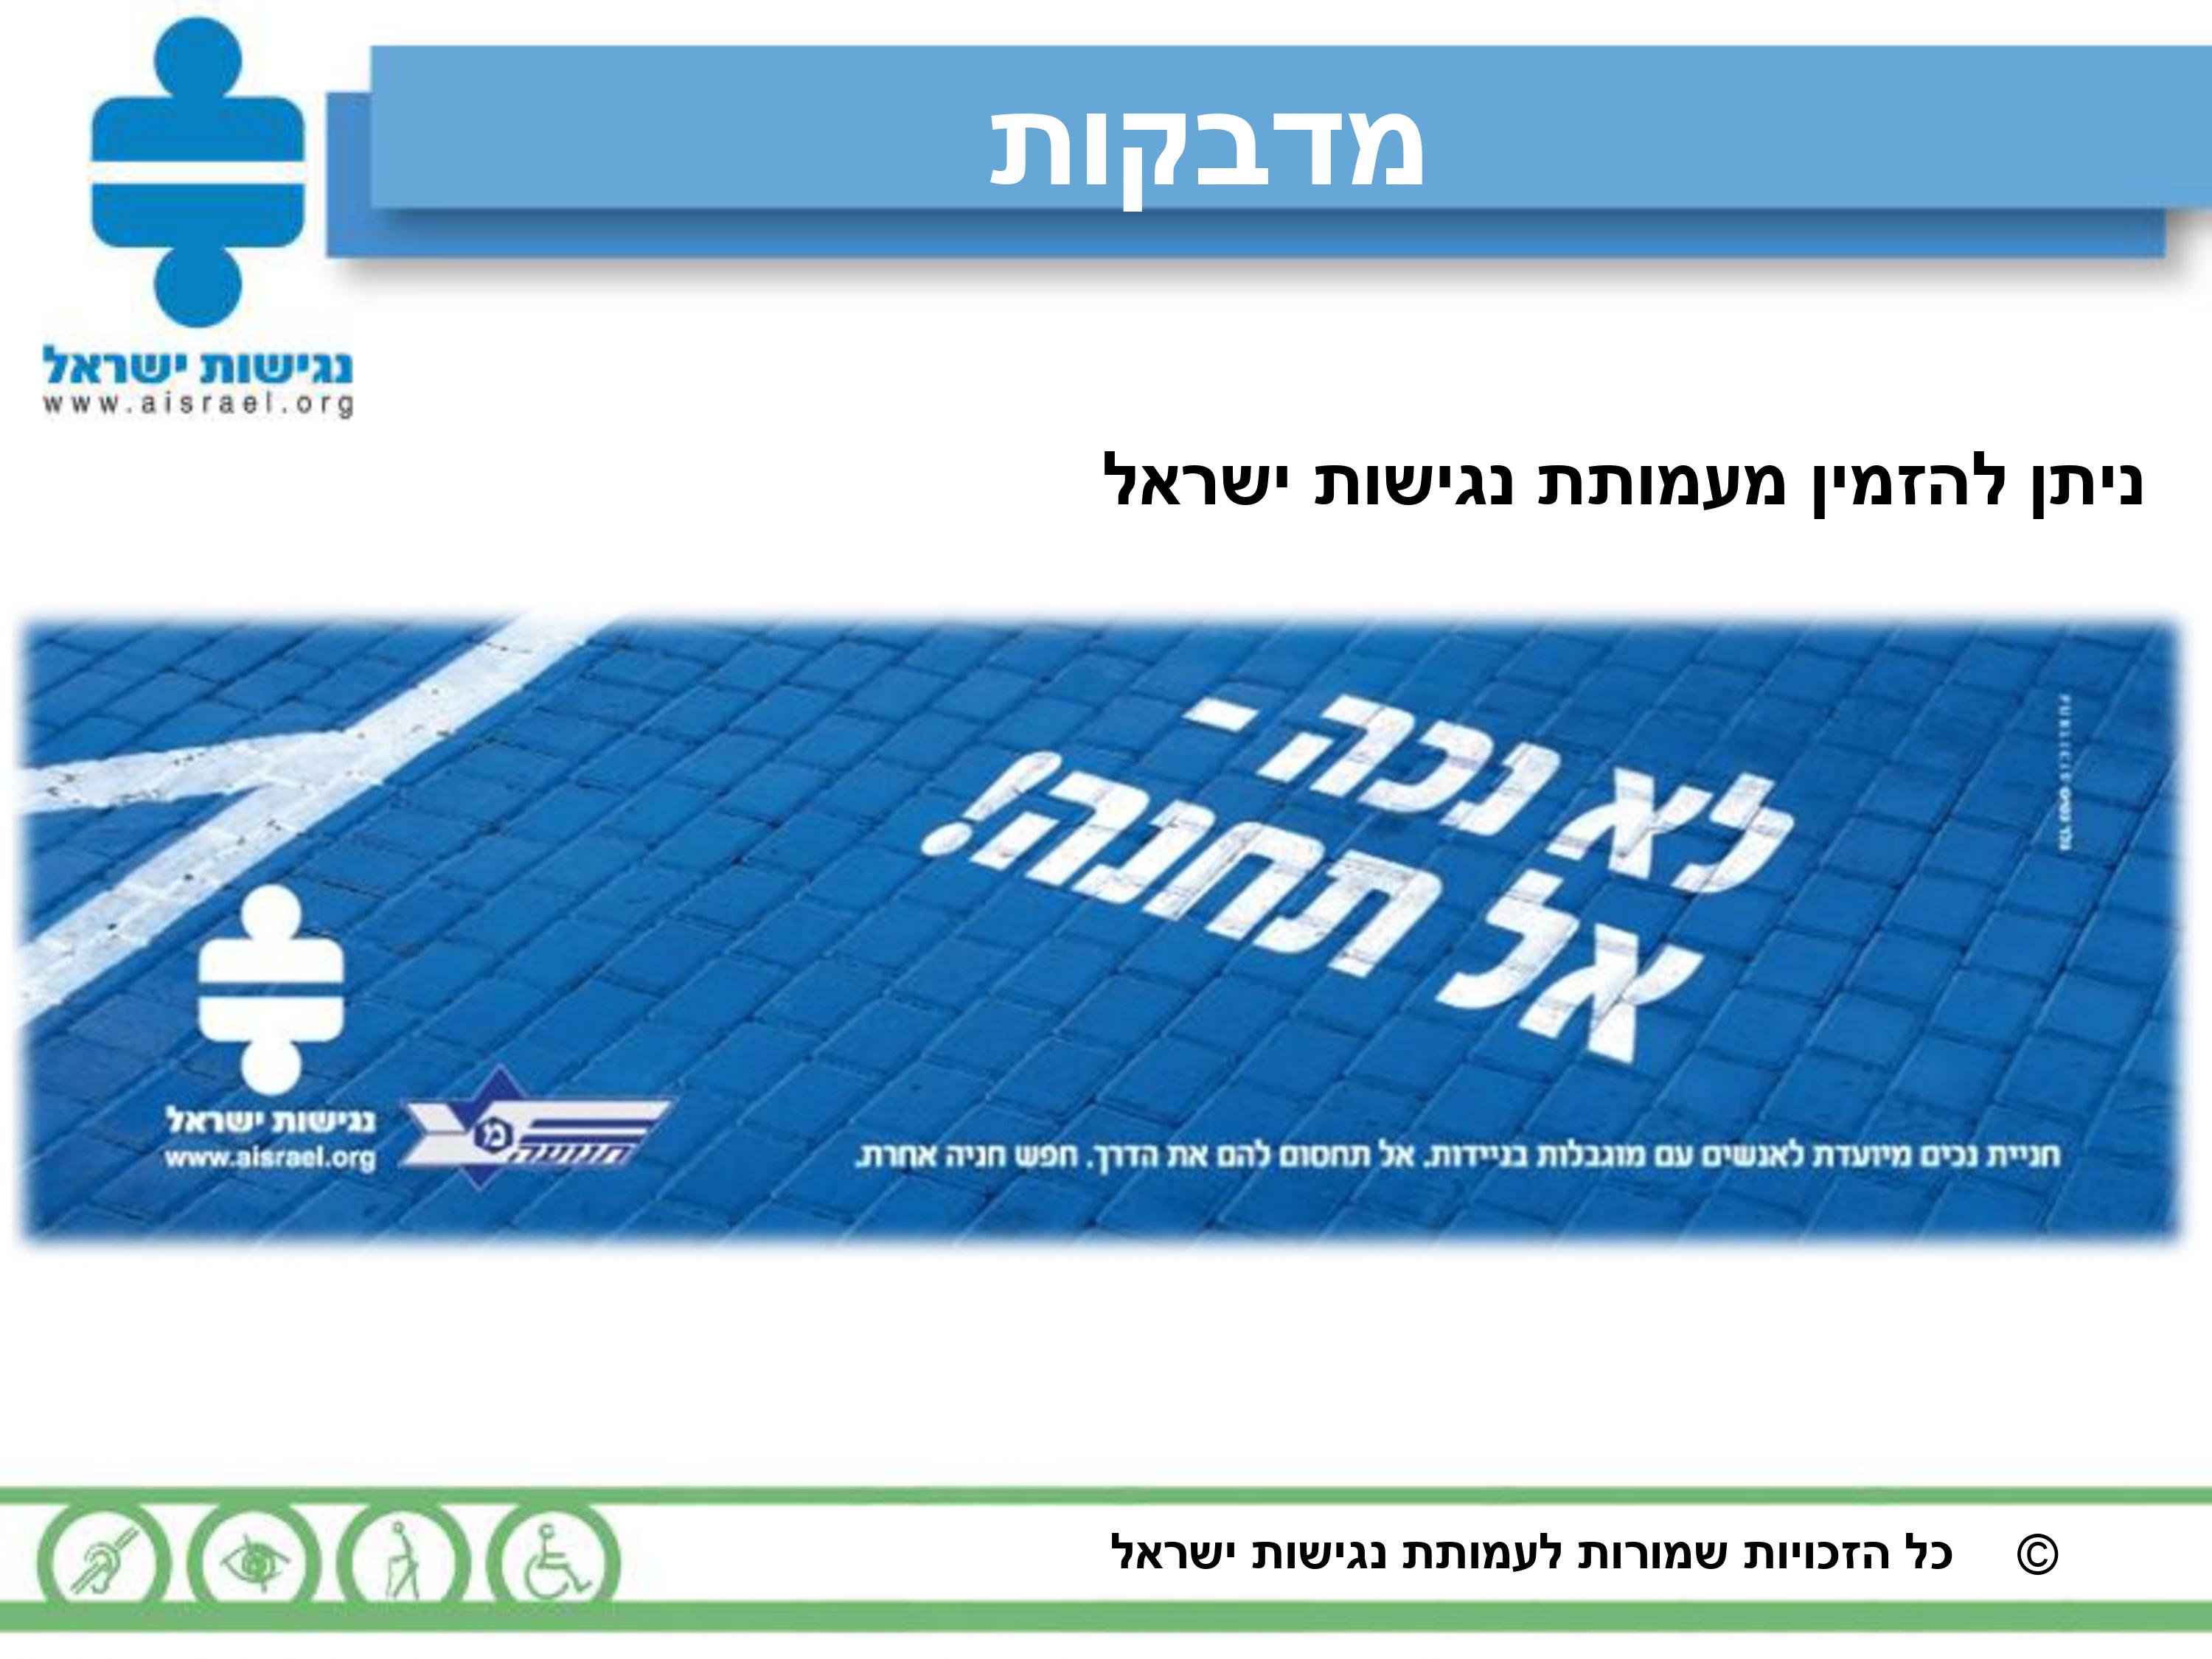 מדבקות
נגישות ישראל
www.aisrael.org
ניתן להזמין מעמותת נגישות ישראל
לא נכה -
אל תחנה!
חניית נכים מיועדת לאנשים עם מוגבלות בניידות. אל תחסום להם את הדרך. חפש חניה אחרת.
נגישות ישראל
www.aisrael.org
תנועה
© כל הזכויות שמורות לעמותת נגישות ישראל